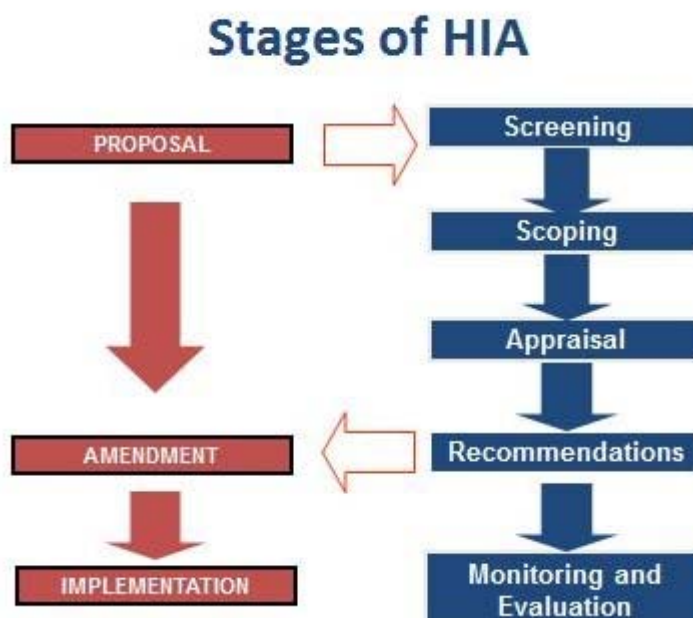 Stages of HIA
PROPOSAL
Screening
Scoping
Appraisal
AMENDMENT
Recommendations
IMPLEMENTATION
Monitoring and
Evaluation